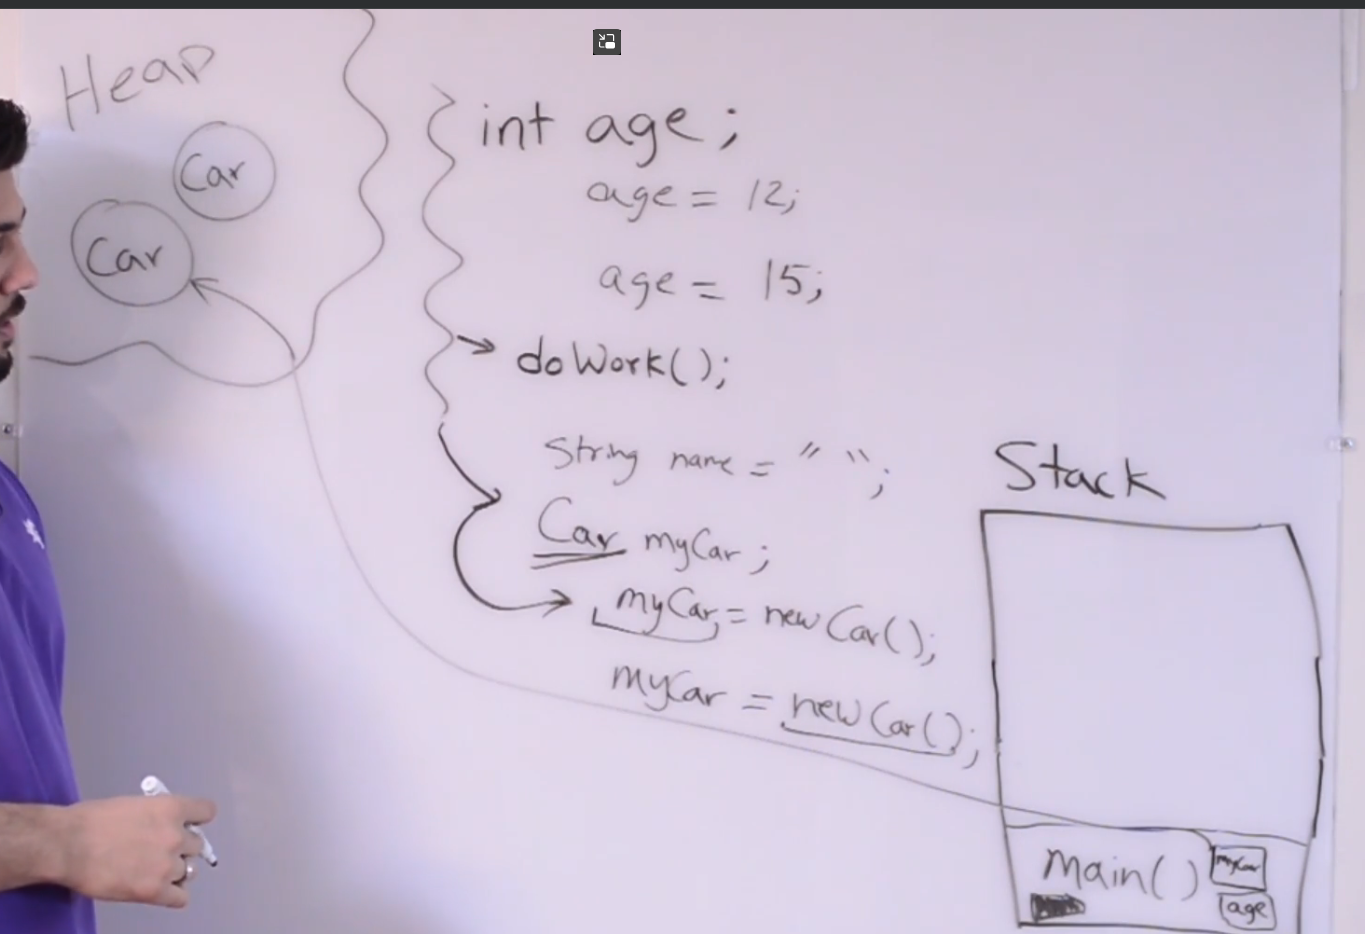 Heap
Car
Car
int age;
age = 12;
age = 15;
doWork();
String name = " ";
Car myCar;
myCar = new Car();
myCar = new Car();
Stack
main()
myCar
age